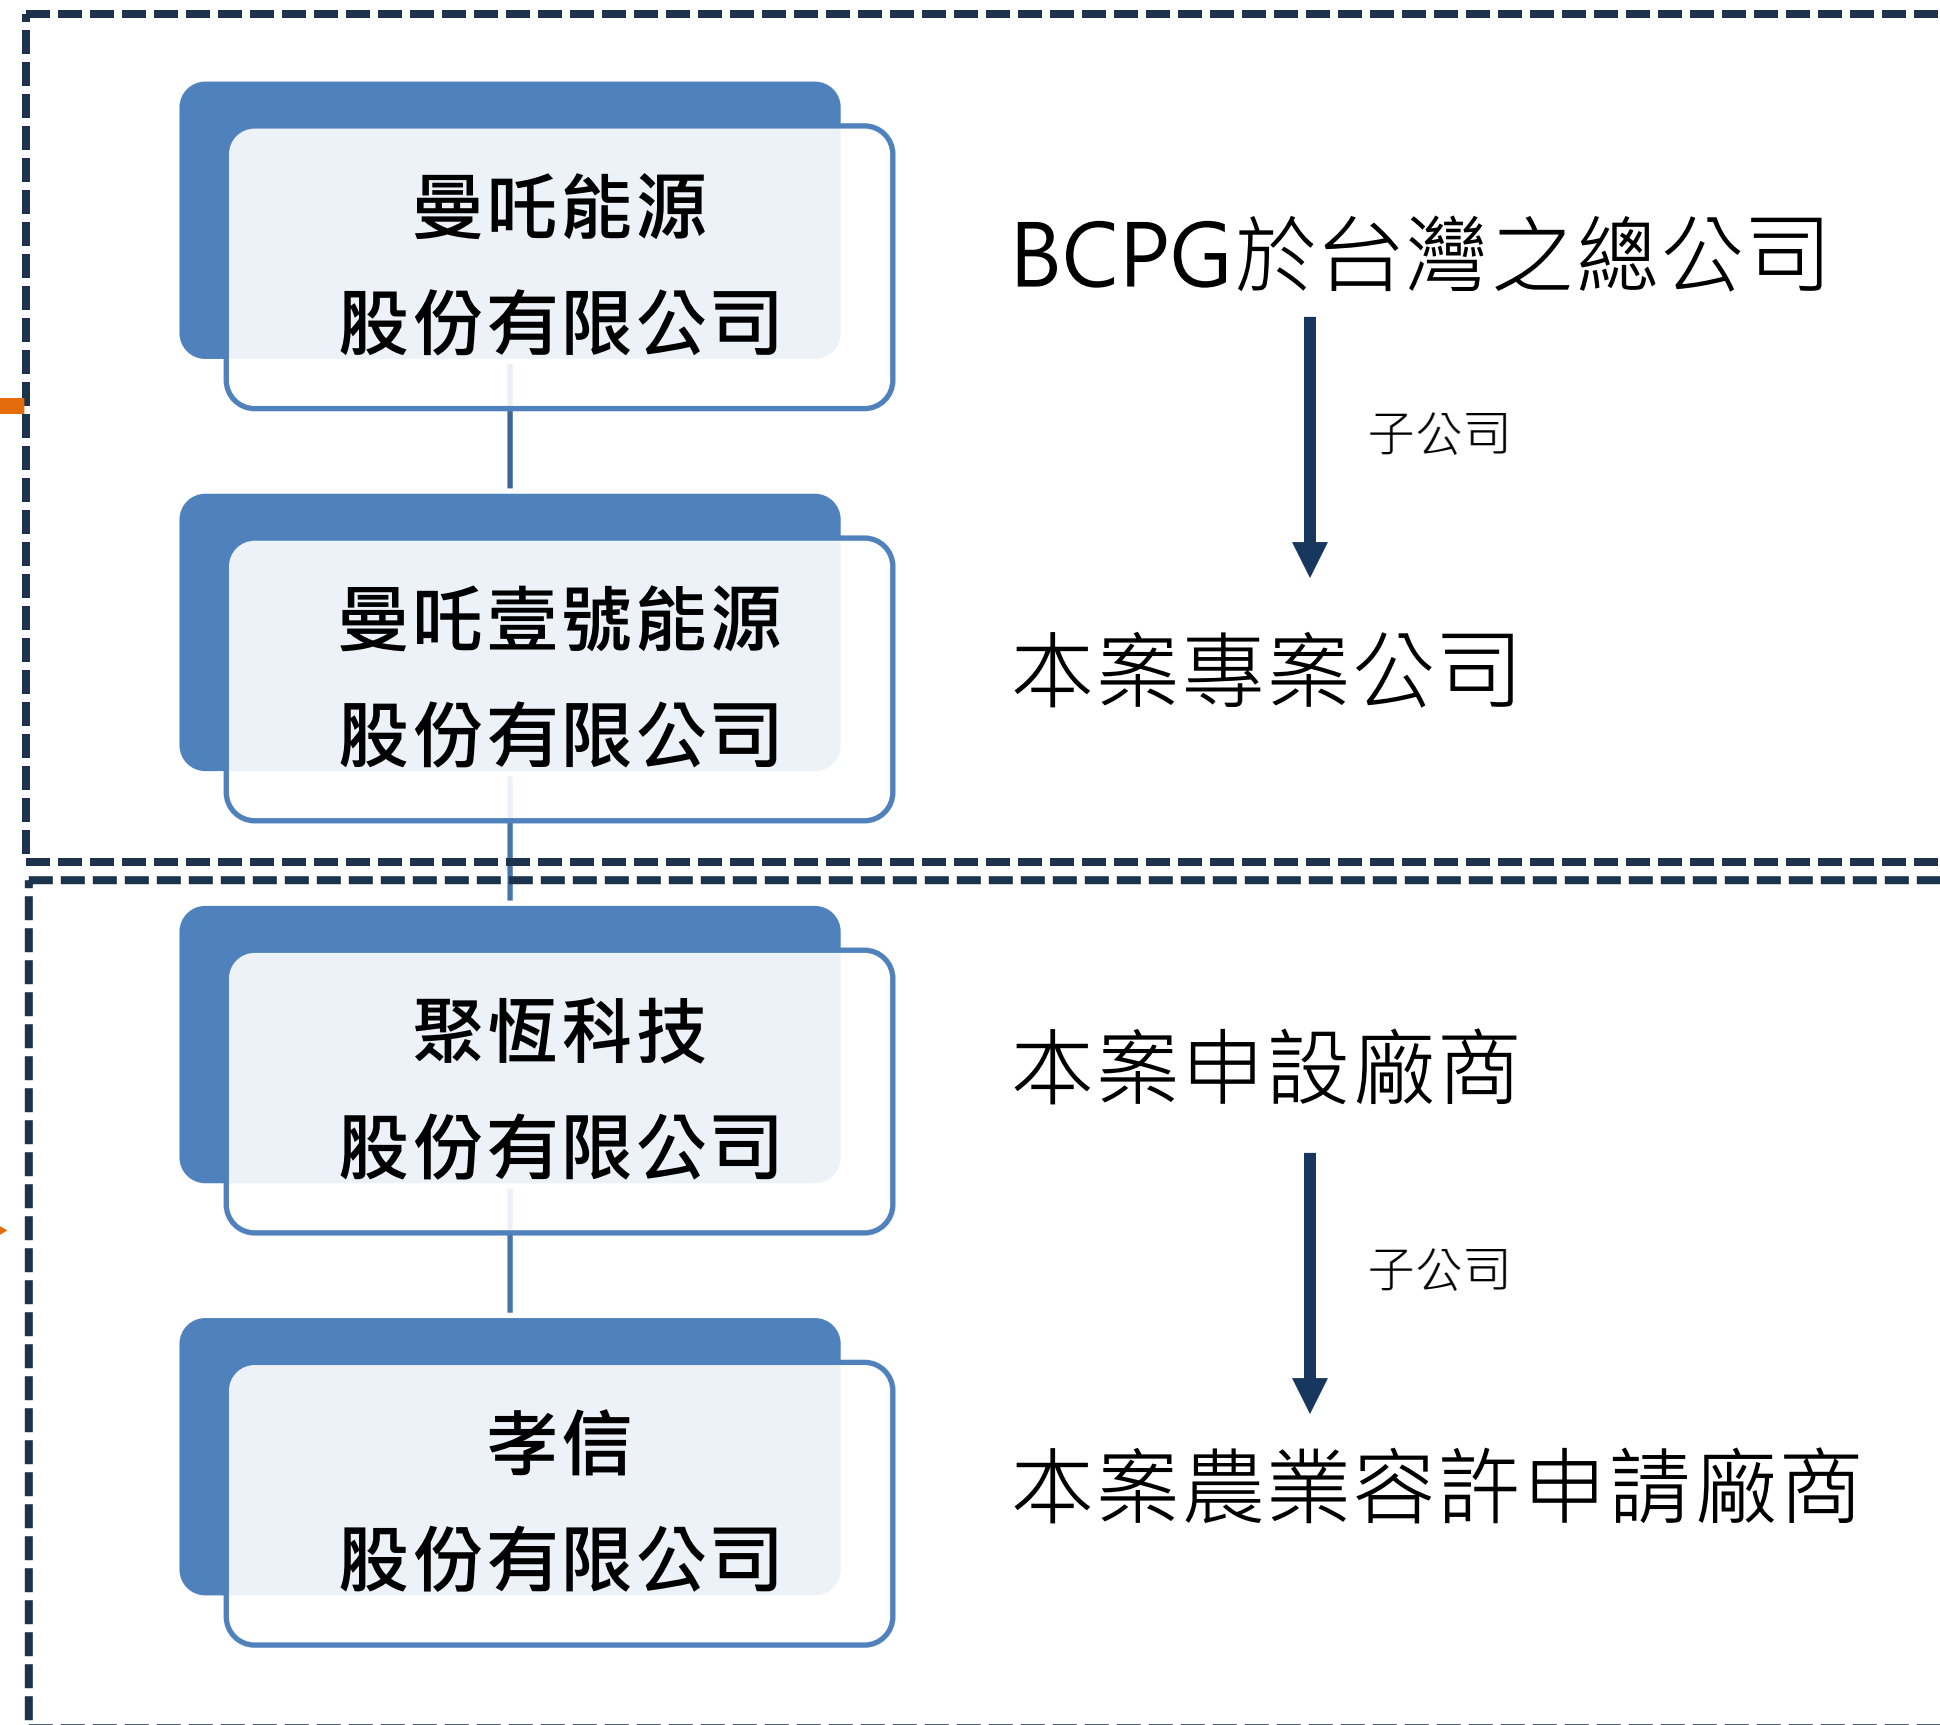 曼吒能源
股份有限公司
BCPG於台灣之總公司
子公司
曼吒壹號能源
股份有限公司
本案專案公司
聚恆科技
股份有限公司
本案申設廠商
子公司
孝信
股份有限公司
本案農業容許申請廠商